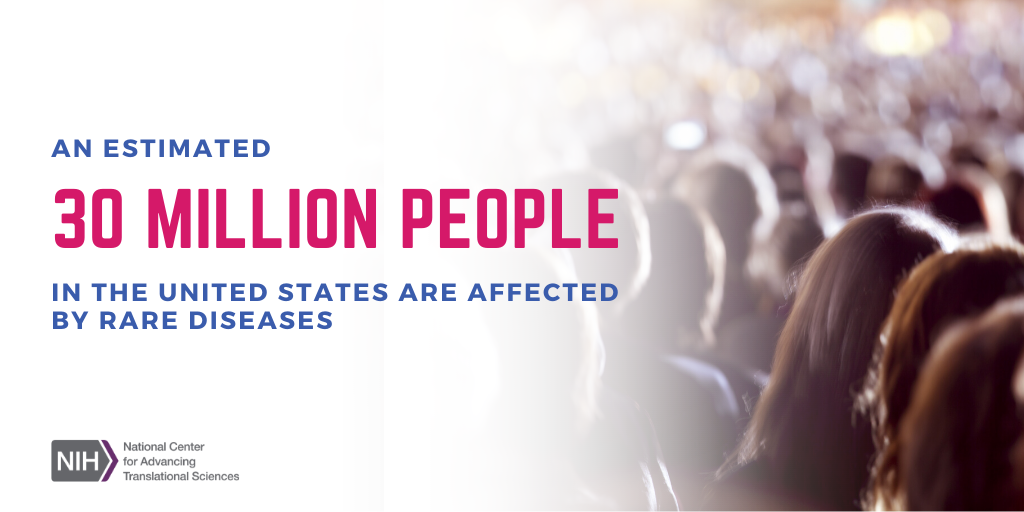 AN ESTIMATED
30 MILLION PEOPLE
IN THE UNITED STATES ARE AFFECTED
BY RARE DISEASES
NIH
National Center
for Advancing
Translational Sciences